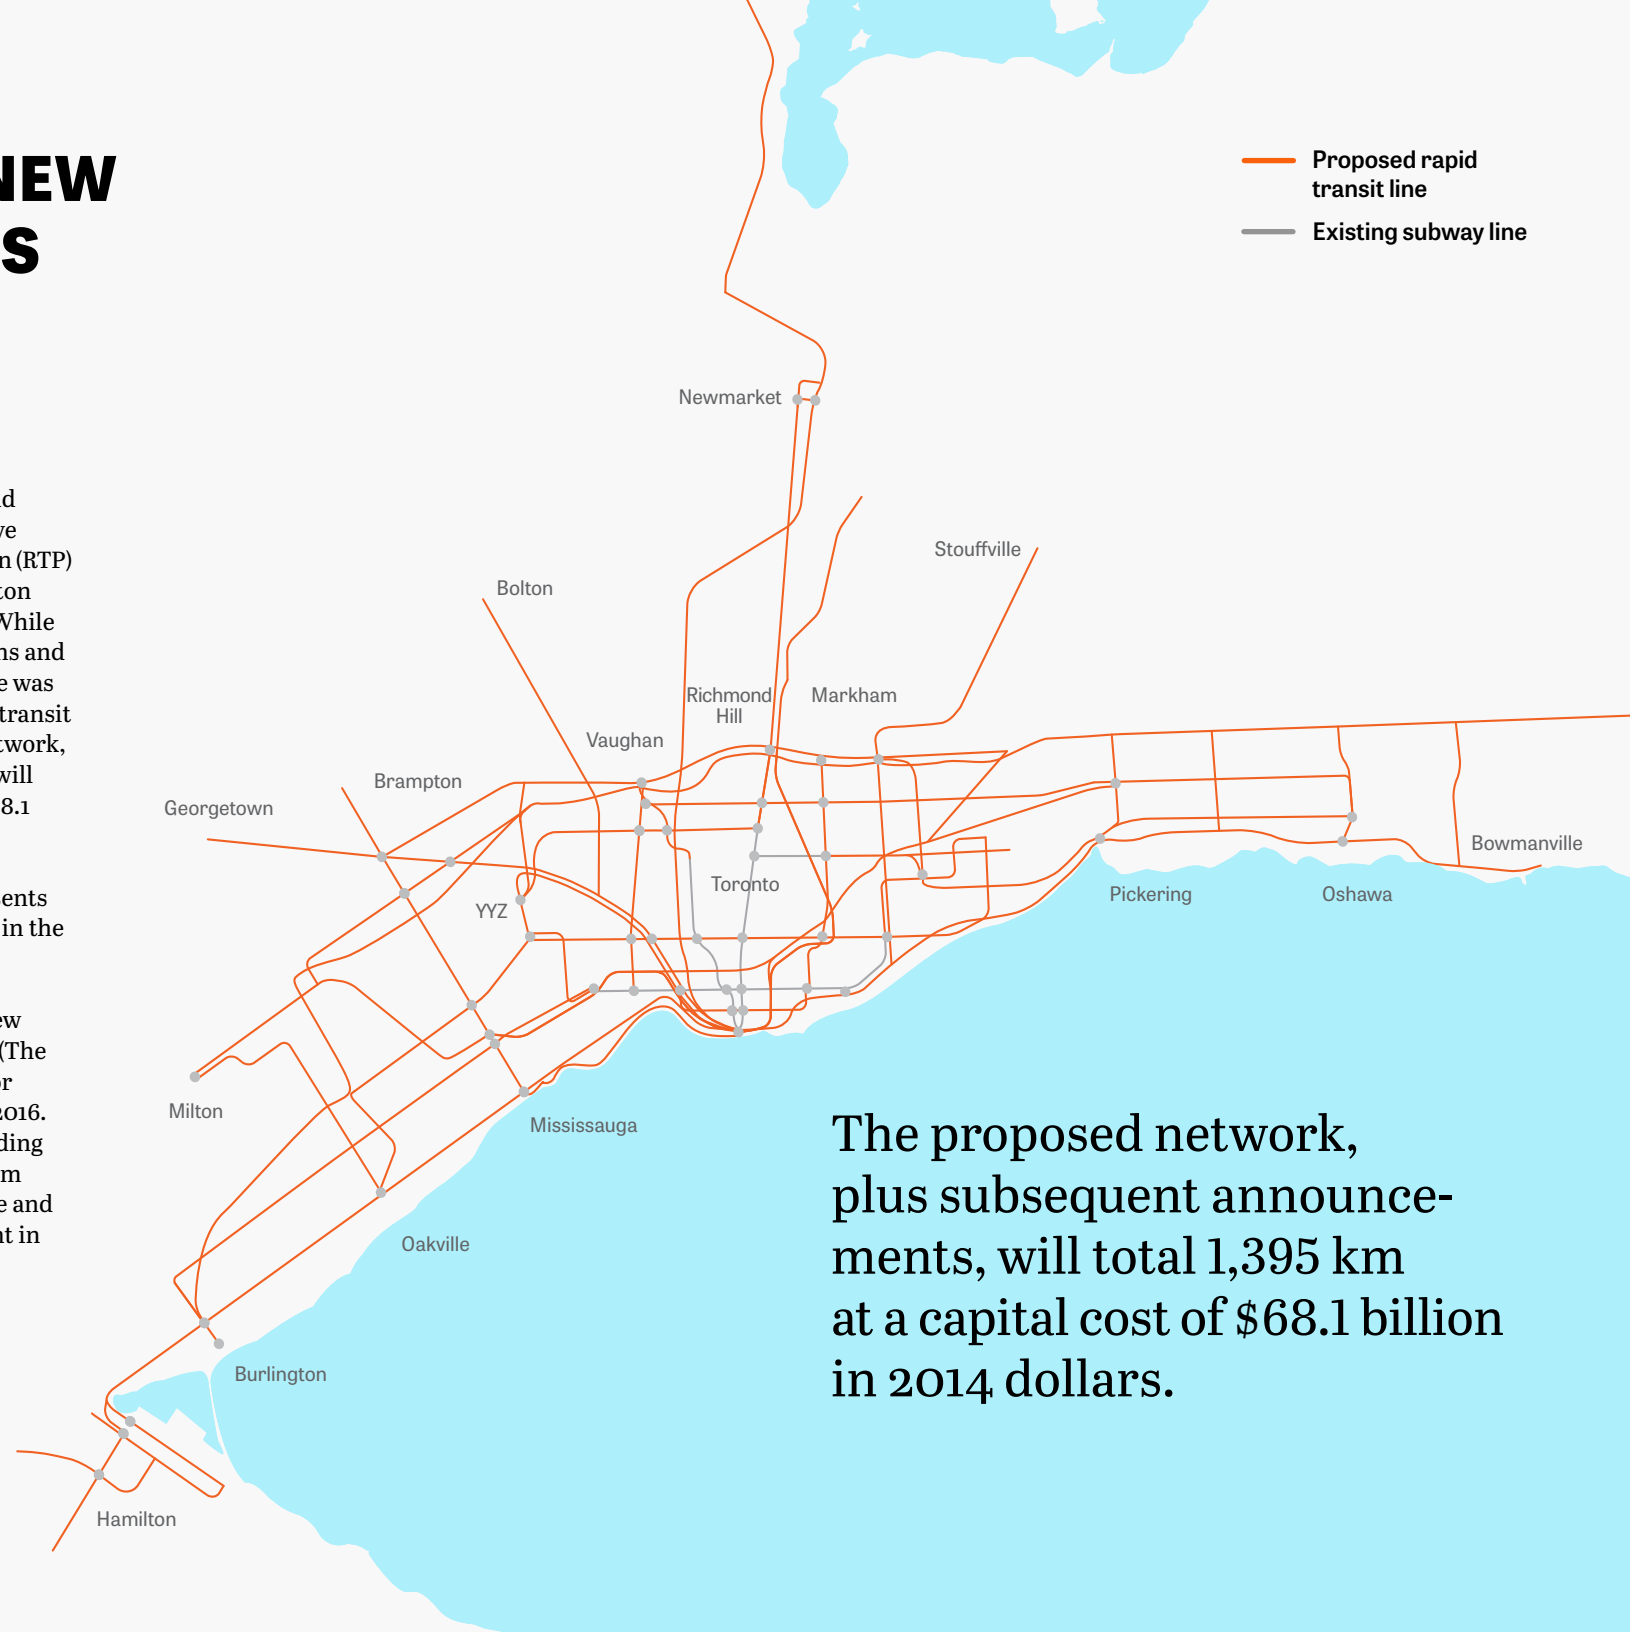 NEW
S
d
ve
n (RTP)
ton
While
ns and
e was
transit
twork,
will
8.1
ents
in the
ew
(The
or
2016.
ding
m
e and
nt in
Proposed rapid
transit line
Existing subway line
Newmarket
Stouffville
Bolton
Richmond
Hill
Markham
Vaughan
Brampton
Georgetown
Bowmanville
Toronto
Pickering
Oshawa
YYZ
Milton
Mississauga
Oakville
Burlington
Hamilton
The proposed network,
plus subsequent announce-
ments, will total 1,395 km
at a capital cost of $68.1 billion
in 2014 dollars.